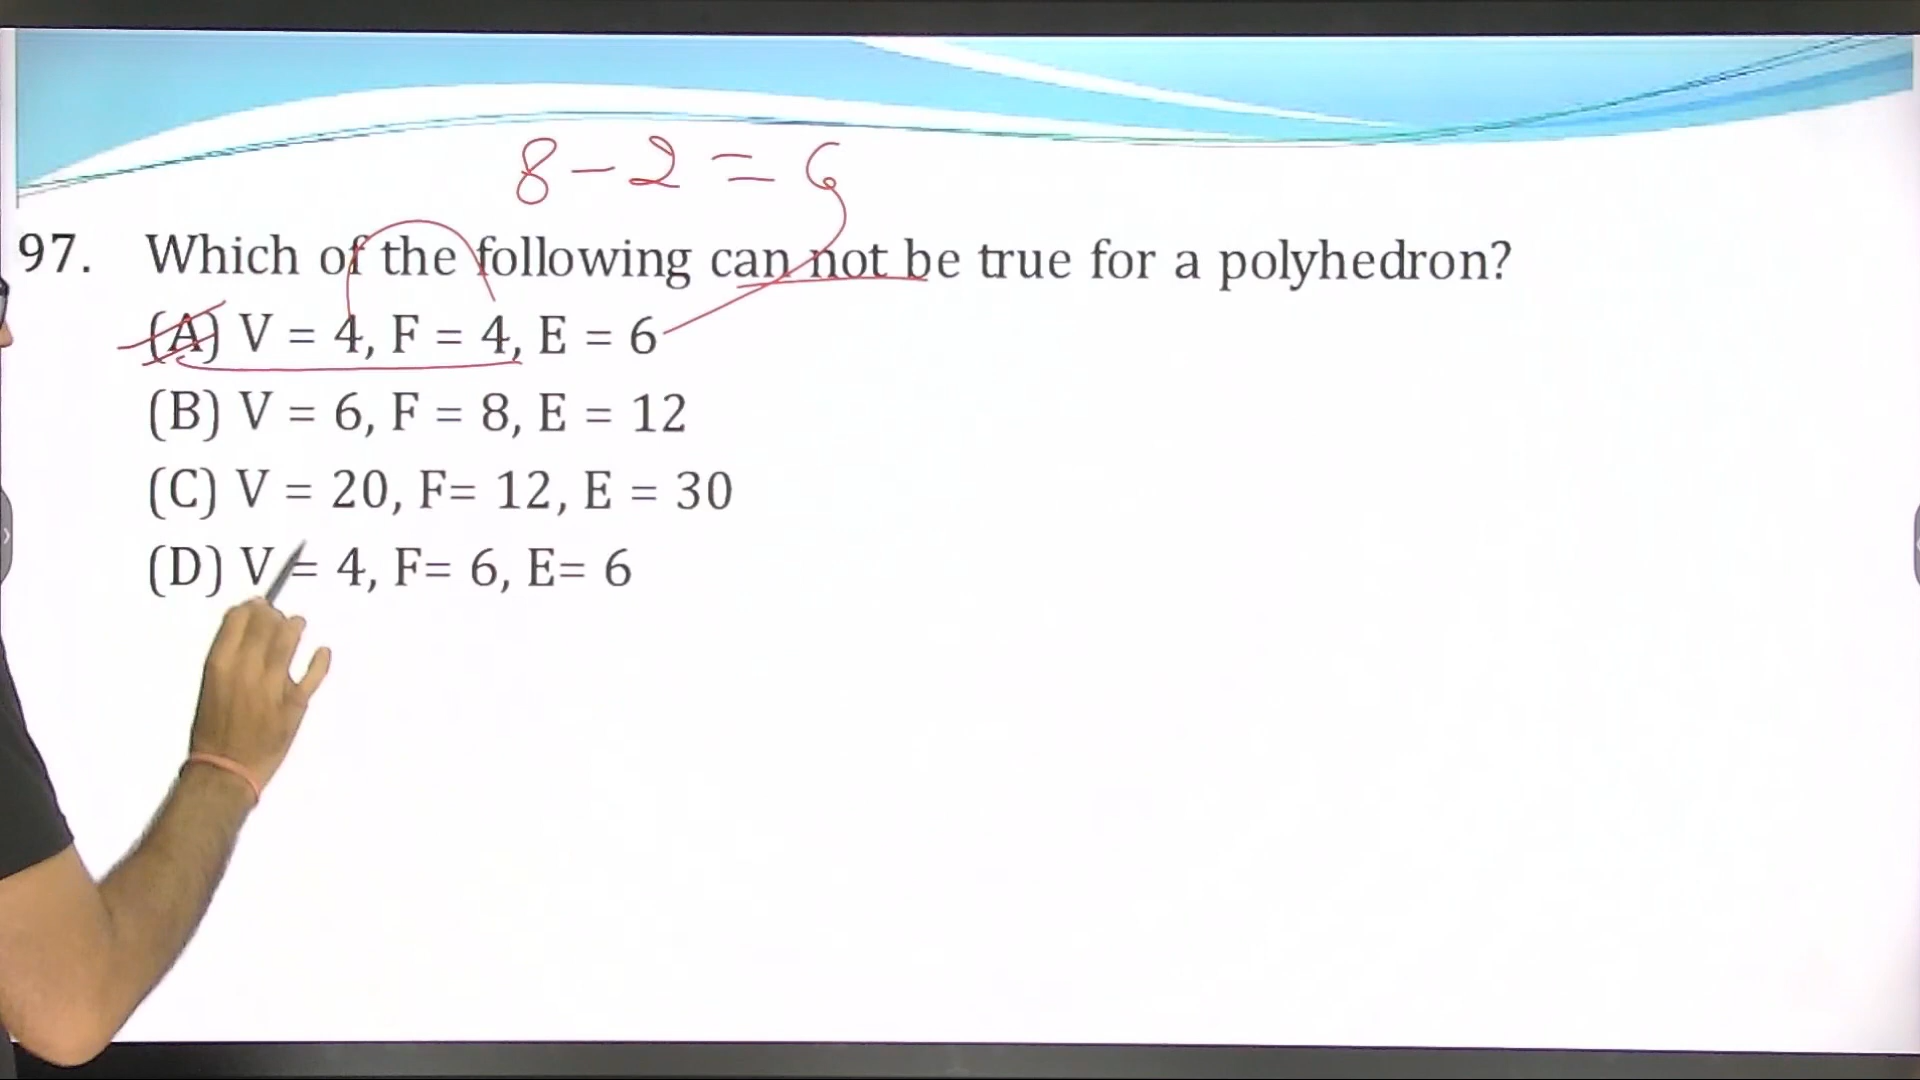 8 - 2 = 6
97. Which of the following can not be true for a polyhedron?
(A) V = 4, F = 4, E = 6
(B) V = 6, F = 8, E = 12
(C) V = 20, F= 12, E = 30
(D) V = 4, F= 6, E= 6